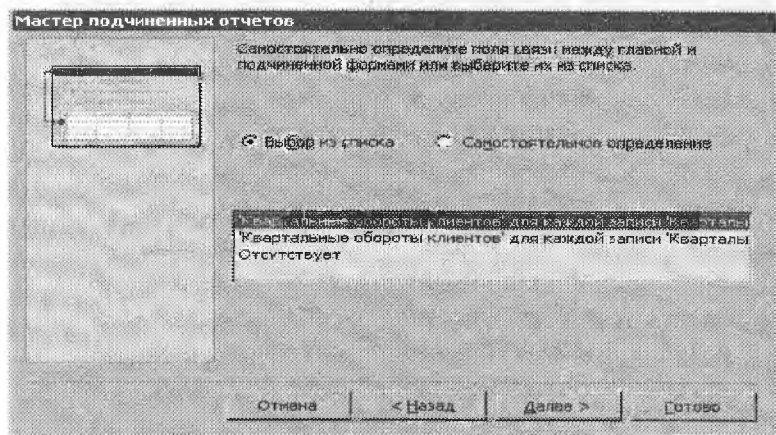 Мастер подчиненных отчетов
Самостоятельно определите поля связи между главной и
подчиненной формами или выберите их из списка.
Выбор из списка
Самостоятельное определение
'Квартальные обороты клиентов' для каждой записи 'Кварталы
'Квартальные обороты клиентов' для каждой записи 'Кварталы
Отсутствует
Отмена
< Назад
Далее >
Готово